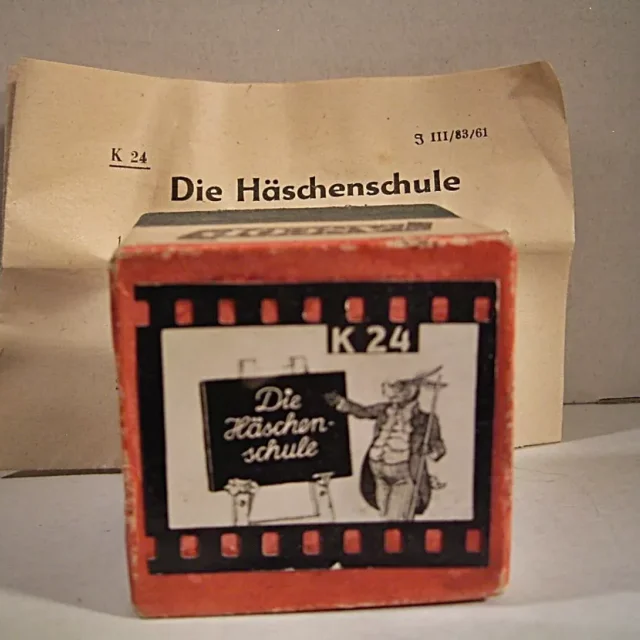 K 24
J III/83/61
Die Häschenschule
K 24
Die
Häschen-
schule